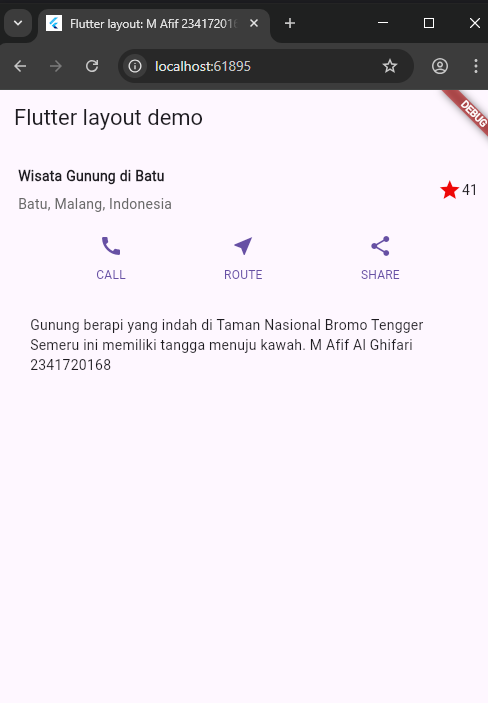 Flutter layout: M Afif 234172016
localhost:61895
DEBUG
Flutter layout demo
Wisata Gunung di Batu
41
Batu, Malang, Indonesia
CALL ROUTE SHARE
Gunung berapi yang indah di Taman Nasional Bromo Tengger
Semeru ini memiliki tangga menuju kawah. M Afif Al Ghifari
2341720168